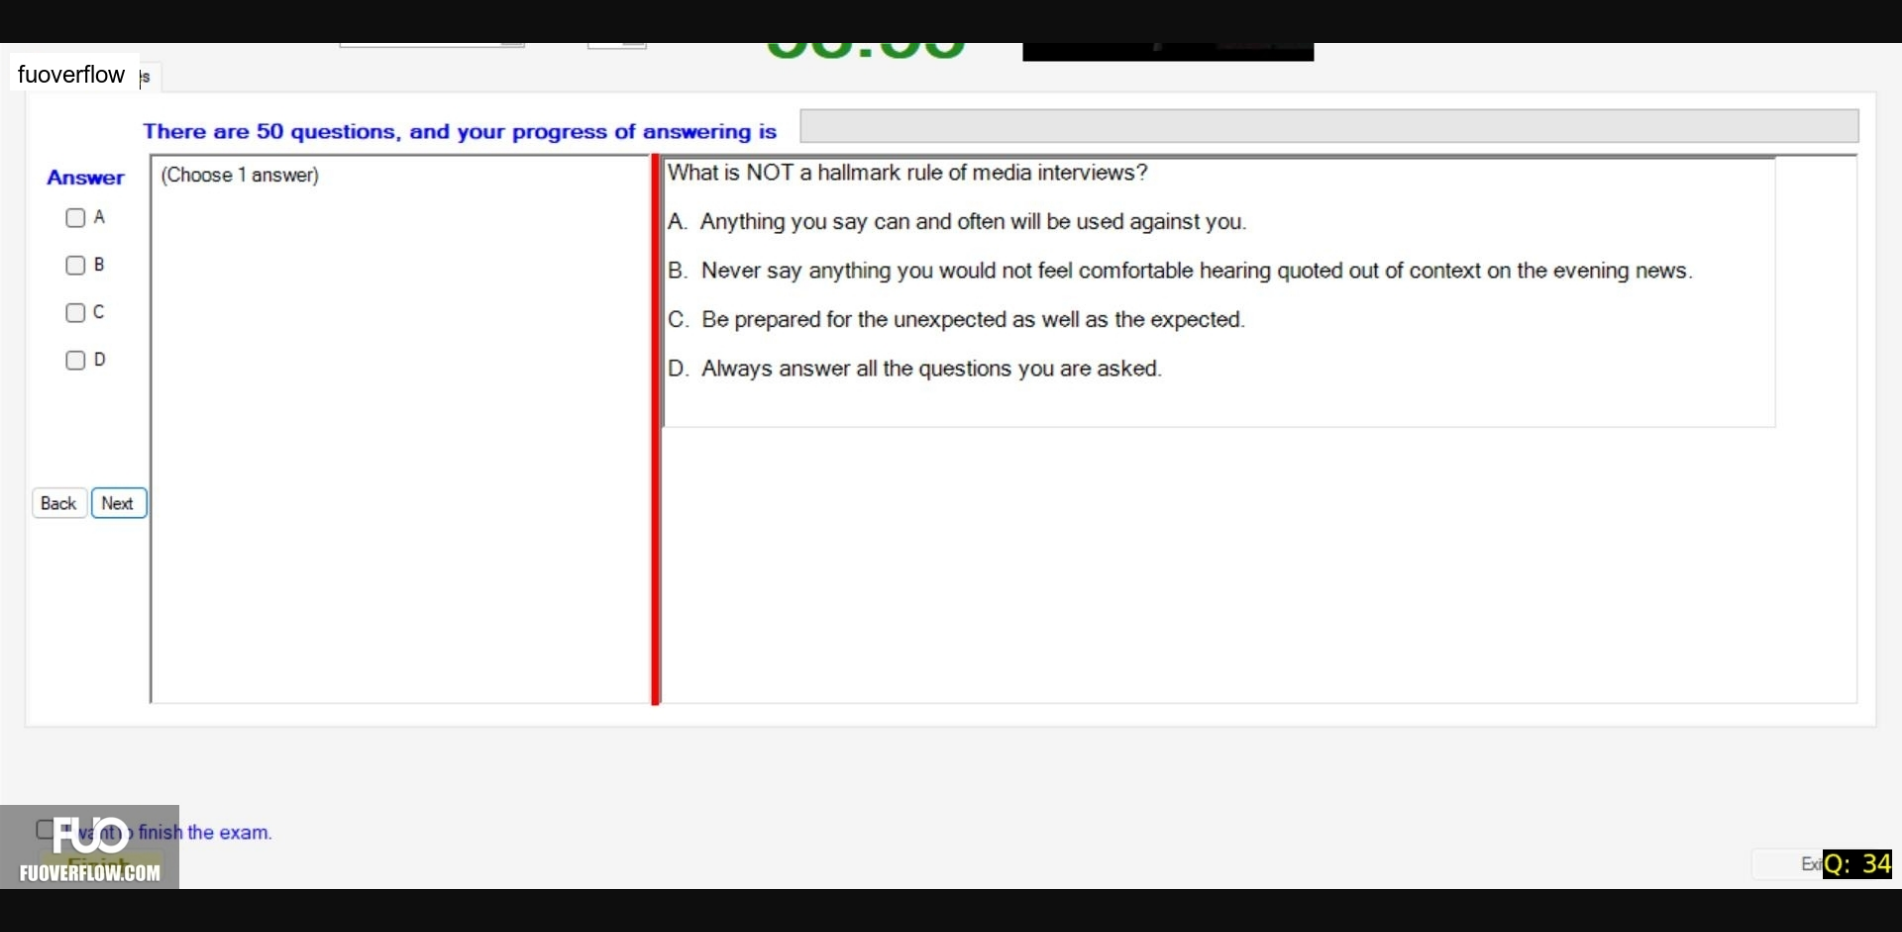 fuoverflow
There are 50 questions, and your progress of answering is
Answer
(Choose 1 answer)
A
B
C
D
Back Next
What is NOT a hallmark rule of media interviews?
A. Anything you say can and often will be used against you.
B. Never say anything you would not feel comfortable hearing quoted out of context on the evening news.
C. Be prepared for the unexpected as well as the expected.
D. Always answer all the questions you are asked.
want to finish the exam.
FUO
FUOVERFLOW.COM
Q: 34